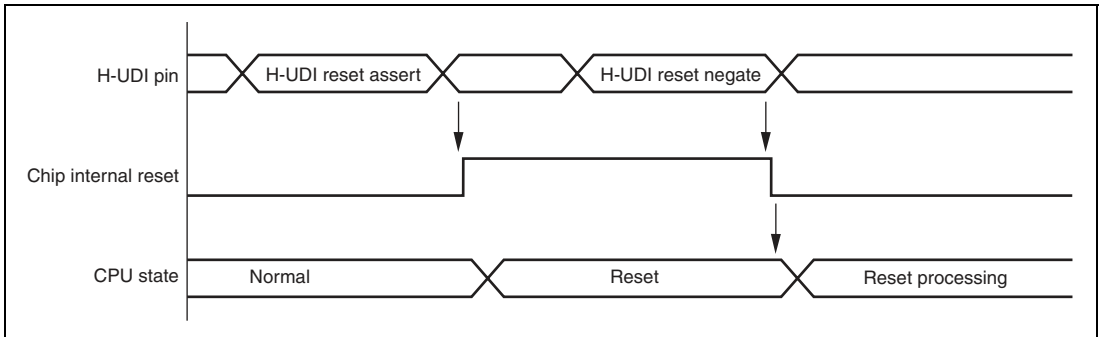 H-UDI pin
H-UDI reset assert
H-UDI reset negate
Chip internal reset
CPU state
Normal
Reset
Reset processing